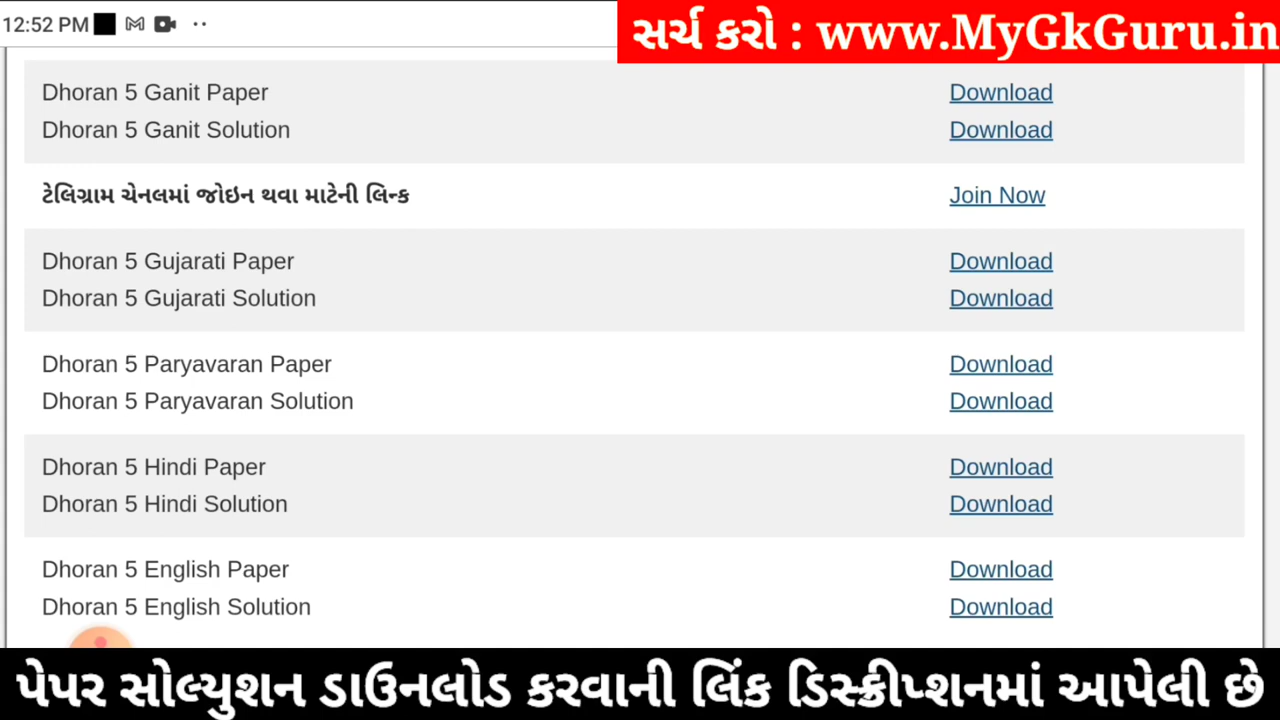 12:52 PM
સર્ચ કરો : www.MyGkGuru.in
Dhoran 5 Ganit Paper Download
Dhoran 5 Ganit Solution Download
ટેલિગ્રામ ચેનલમાં જોઇન થવા માટેની લિન્ક Join Now
Dhoran 5 Gujarati Paper Download
Dhoran 5 Gujarati Solution Download
Dhoran 5 Paryavaran Paper Download
Dhoran 5 Paryavaran Solution Download
Dhoran 5 Hindi Paper Download
Dhoran 5 Hindi Solution Download
Dhoran 5 English Paper Download
Dhoran 5 English Solution Download
પેપર સોલ્યુશન ડાઉનલોડ કરવાની લિંક ડિસ્ક્રીપ્શનમાં આપેલી છે